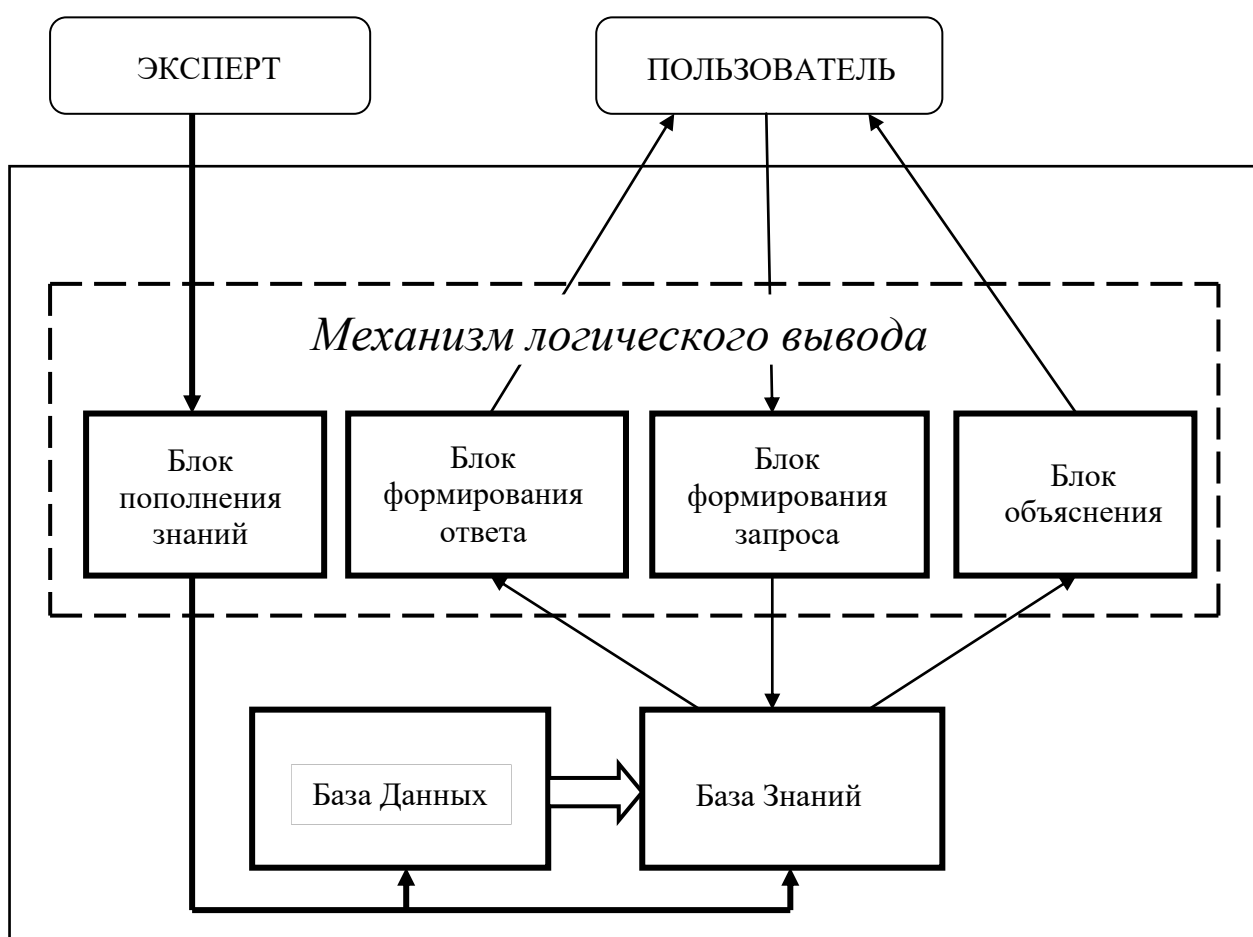 ЭКСПЕРТ
ПОЛЬЗОВАТЕЛЬ
Механизм логического вывода
Блок
пополнения
знаний
Блок
формирования
ответа
Блок
формирования
запроса
Блок
объяснения
База Данных
База Знаний